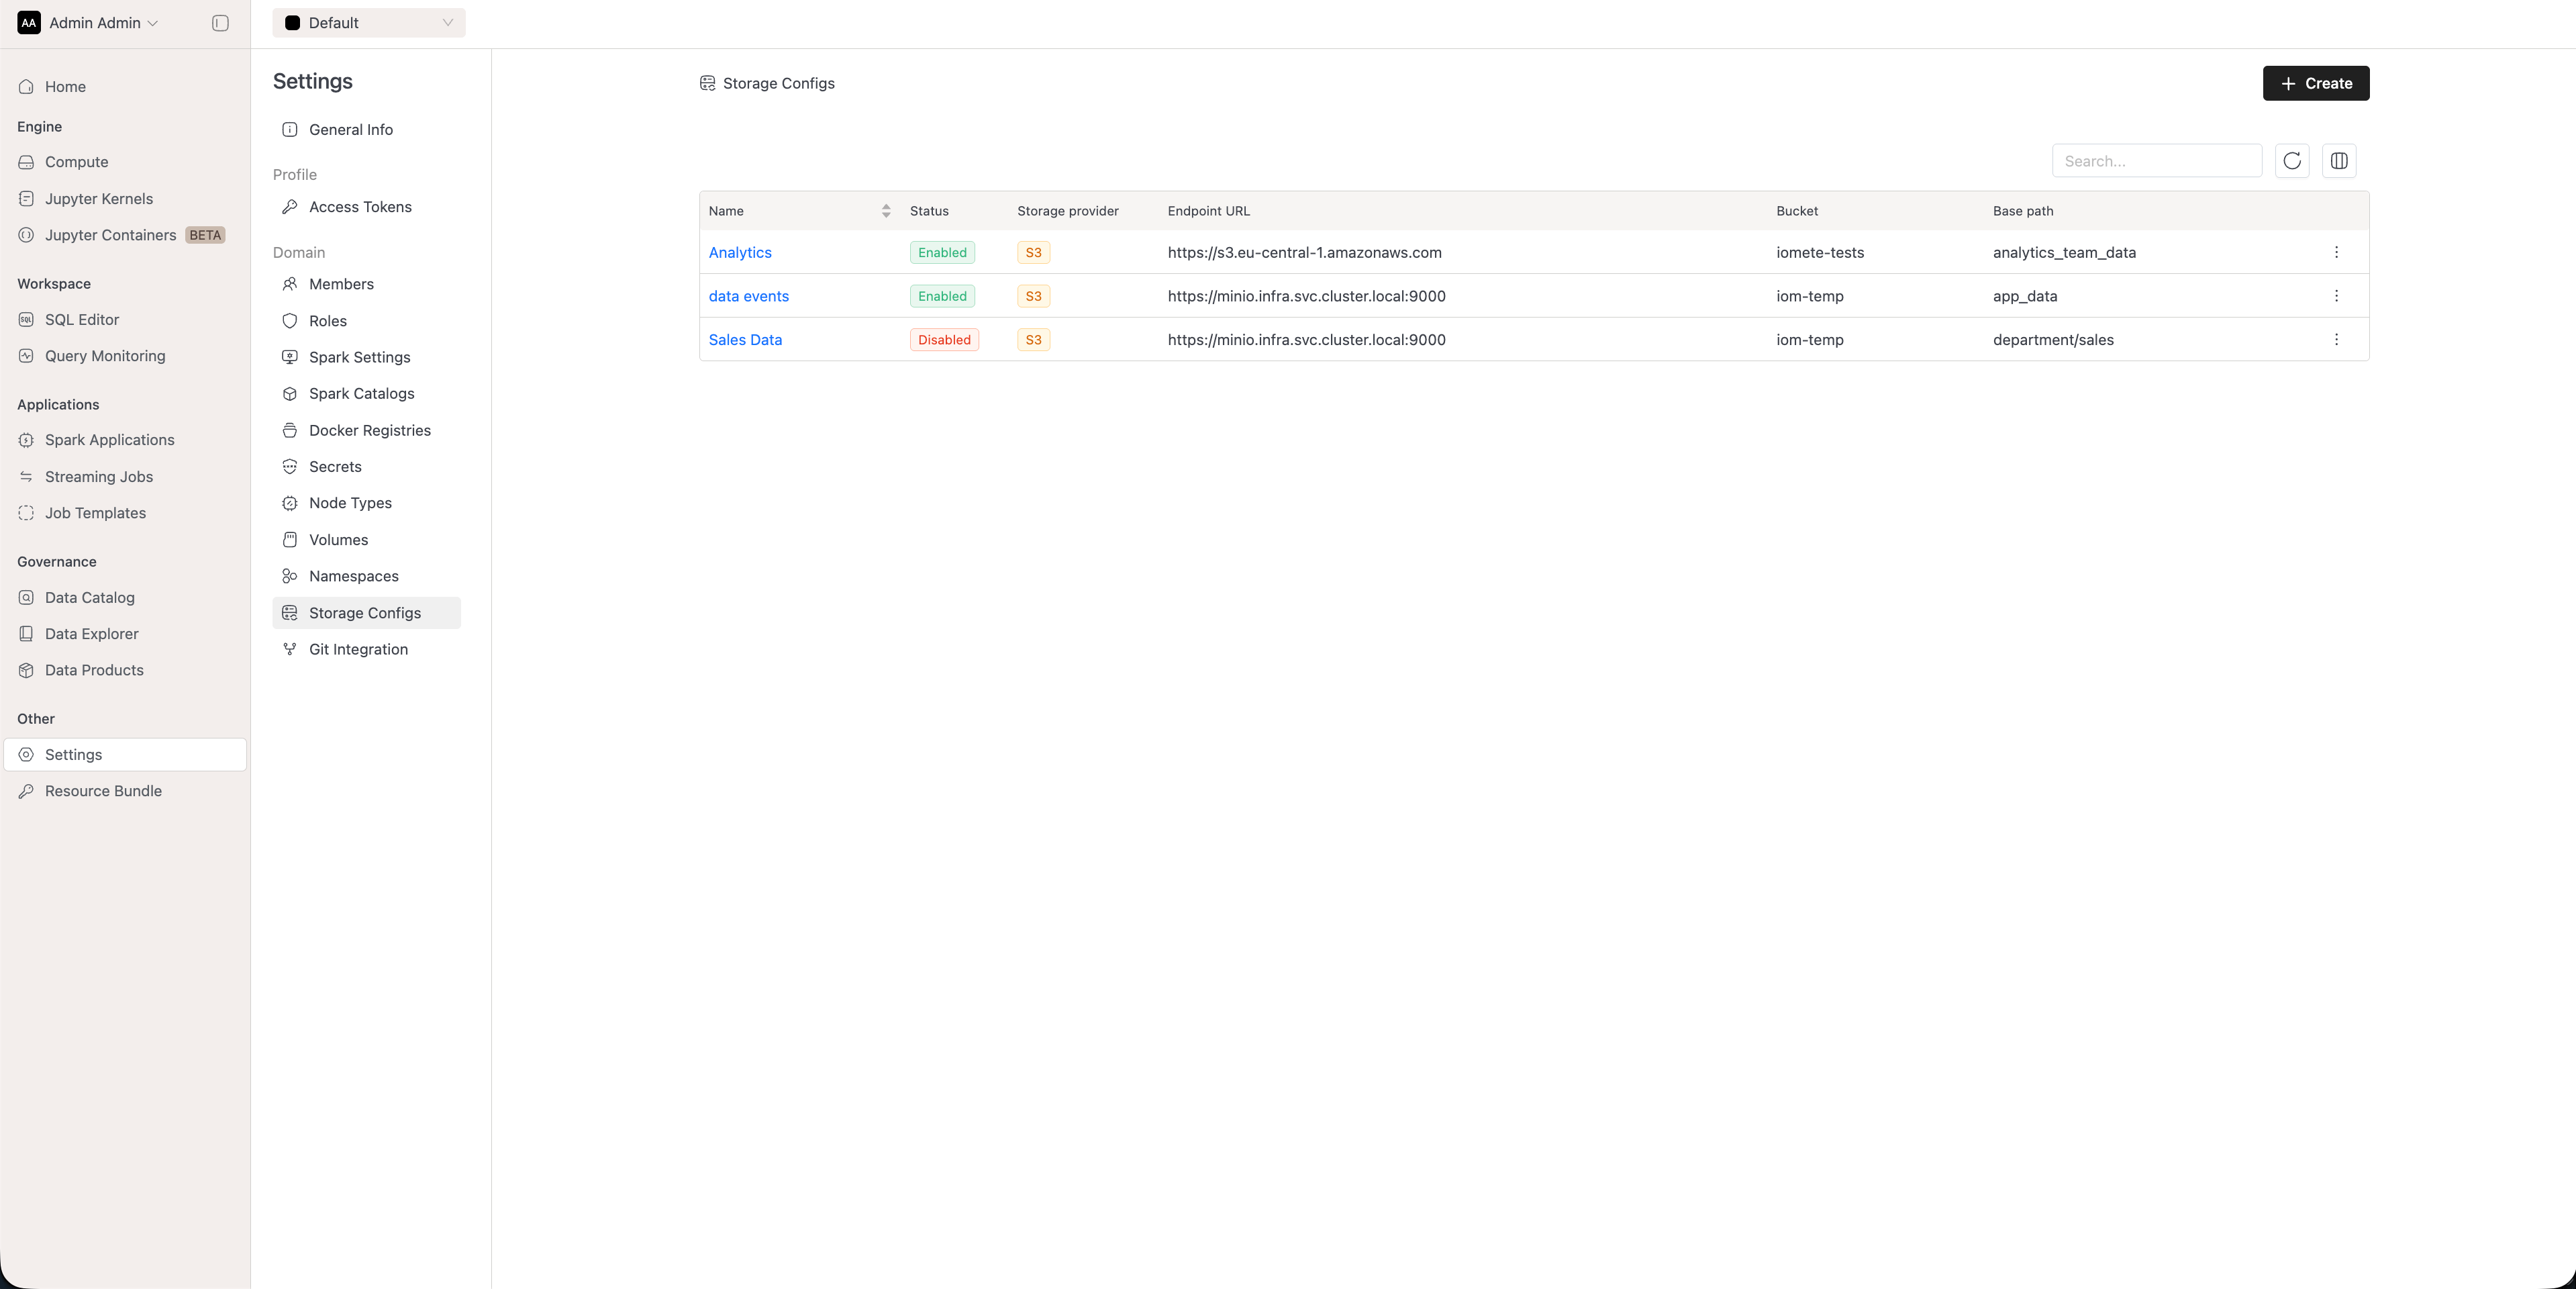 AA Admin Admin
Default
Home
Engine
Compute
Jupyter Kernels
Jupyter Containers BETA
Workspace
SQL Editor
Query Monitoring
Applications
Spark Applications
Streaming Jobs
Job Templates
Governance
Data Catalog
Data Explorer
Data Products
Other
Settings
Resource Bundle
Settings
General Info
Profile
Access Tokens
Domain
Members
Roles
Spark Settings
Spark Catalogs
Docker Registries
Secrets
Node Types
Volumes
Namespaces
Storage Configs
Git Integration
Storage Configs
Create
Search...
Name Status Storage provider Endpoint URL Bucket Base path
Analytics Enabled S3 https://s3.eu-central-1.amazonaws.com iomete-tests analytics_team_data
data events Enabled S3 https://minio.infra.svc.cluster.local:9000 iom-temp app_data
Sales Data Disabled S3 https://minio.infra.svc.cluster.local:9000 iom-temp department/sales